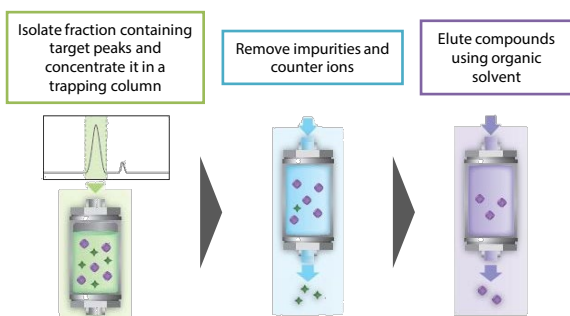 Isolate fraction containing
target peaks and
concentrate it in a
trapping column
Remove impurities and
counter ions
Elute compounds
using organic
solvent